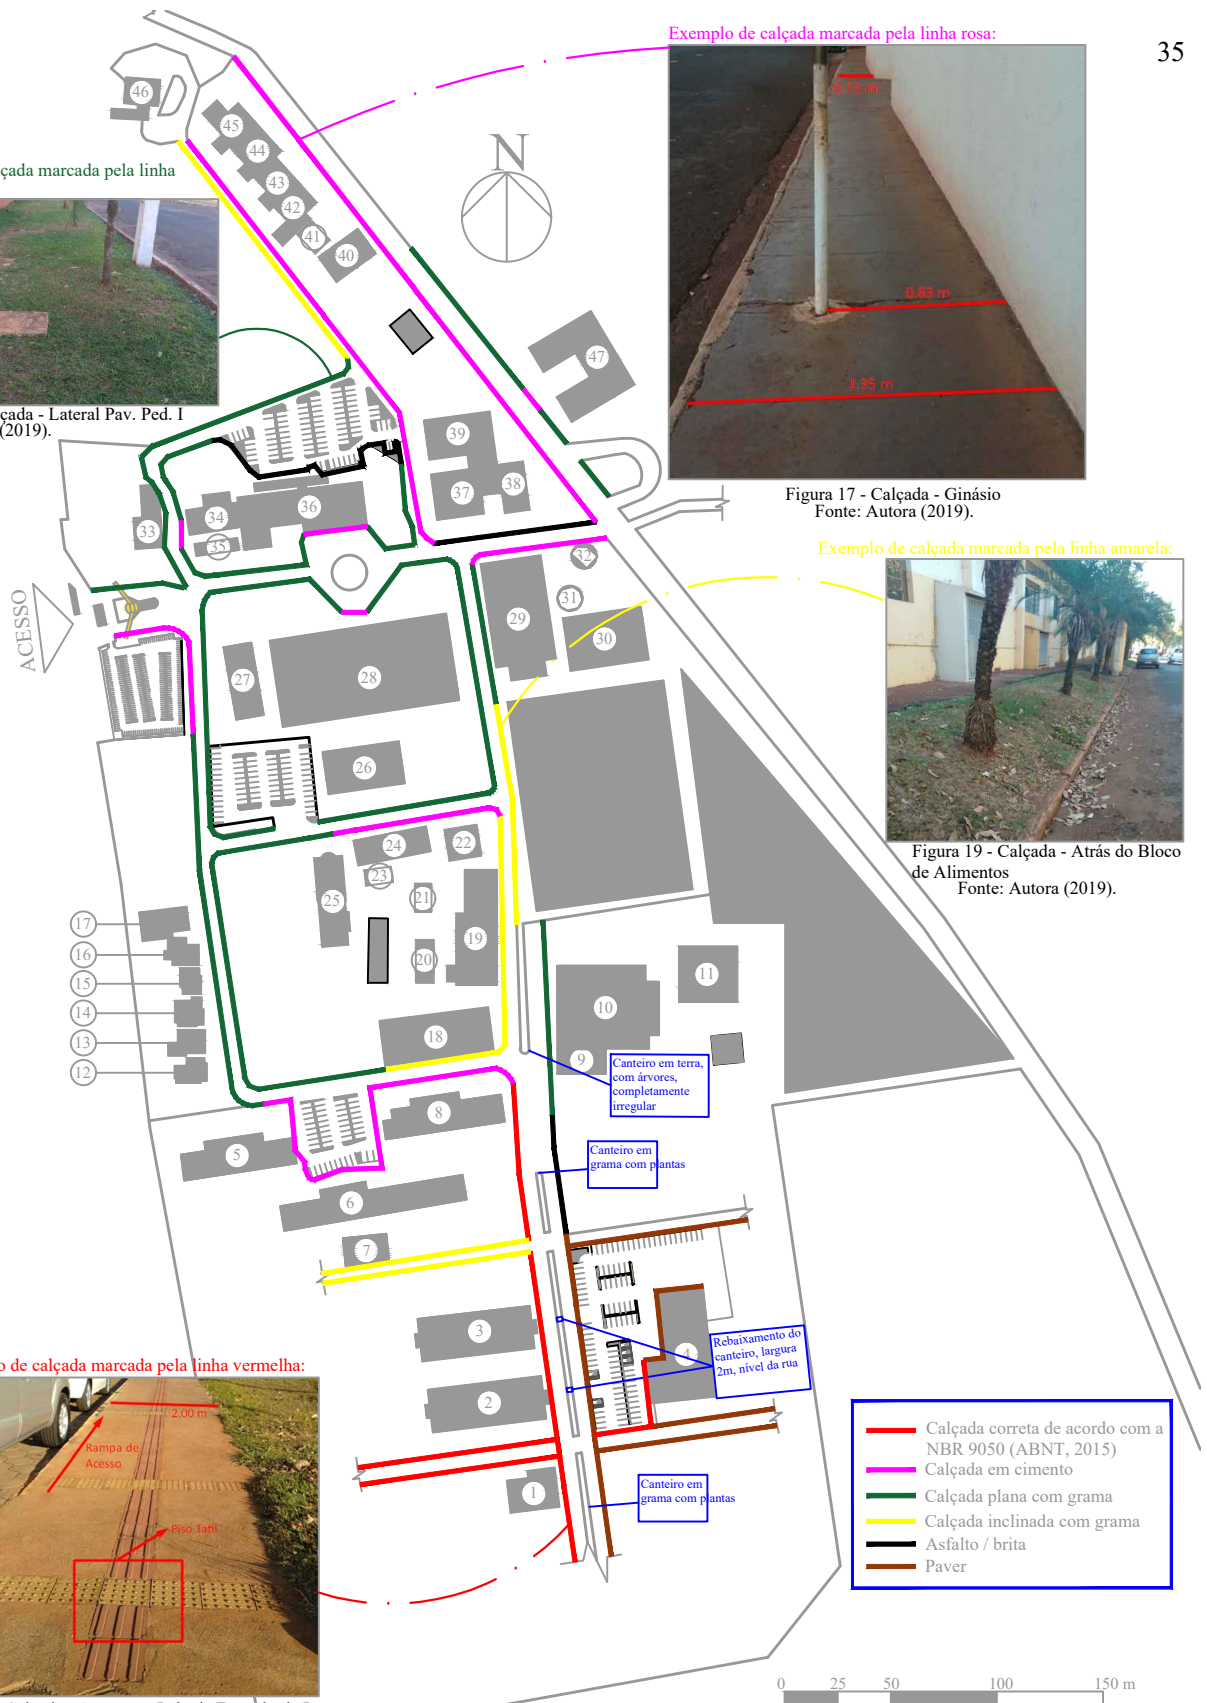 35
Exemplo de calçada marcada pela linha rosa:
0.75 m
0,83 m
1,35 m
Figura 17 - Calçada - Ginásio
Fonte: Autora (2019).
çada marcada pela linha
çada - Lateral Pav. Ped. I
(2019).
N
46
45
44
43
42
41
40
47
39
38
37
36
35
34
33
32
31
30
29
28
27
26
ACESSO
Exemplo de calçada marcada pela linha amarela:
Figura 19 - Calçada - Atrás do Bloco
de Alimentos
Fonte: Autora (2019).
25
24
23
22
21
20
19
18
17
16
15
14
13
12
11
10
9
8
7
6
5
4
3
2
1
Canteiro em terra,
com árvores,
completamente
irregular
Canteiro em
grama com plantas
Rebaixamento do
canteiro, largura
2m, nível da rua
Canteiro em
grama com plantas
o de calçada marcada pela linha vermelha:
2,00 m
Rampa de
Acesso
Piso Tátil
Calçada correta de acordo com a
NBR 9050 (ABNT, 2015)
Calçada em cimento
Calçada plana com grama
Calçada inclinada com grama
Asfalto / brita
Paver
0 25 50 100 150 m